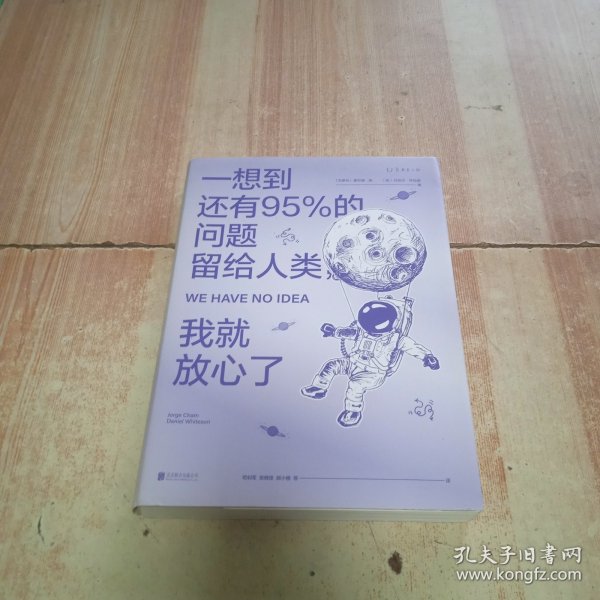 一想到
还有95%的
问题
留给人类，
WE HAVE NO IDEA
我就
放心了
Jorge Cham
Daniel Whiteson
译
孔夫子旧书网
www.kongfz.com